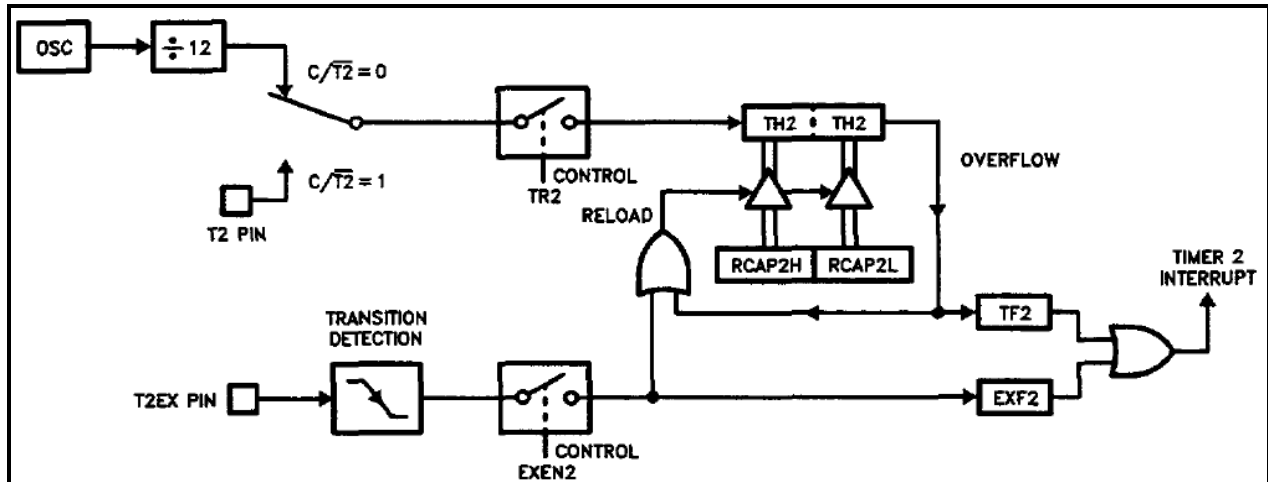 OSC
÷ 12
C/T2̅ = 0
TH2 TH2
OVERFLOW
CONTROL
TR2
C/T2̅ = 1
T2 PIN
RELOAD
RCAP2H RCAP2L
TIMER 2
INTERRUPT
TRANSITION
DETECTION
TF2
T2EX PIN
EXF2
CONTROL
EXEN2